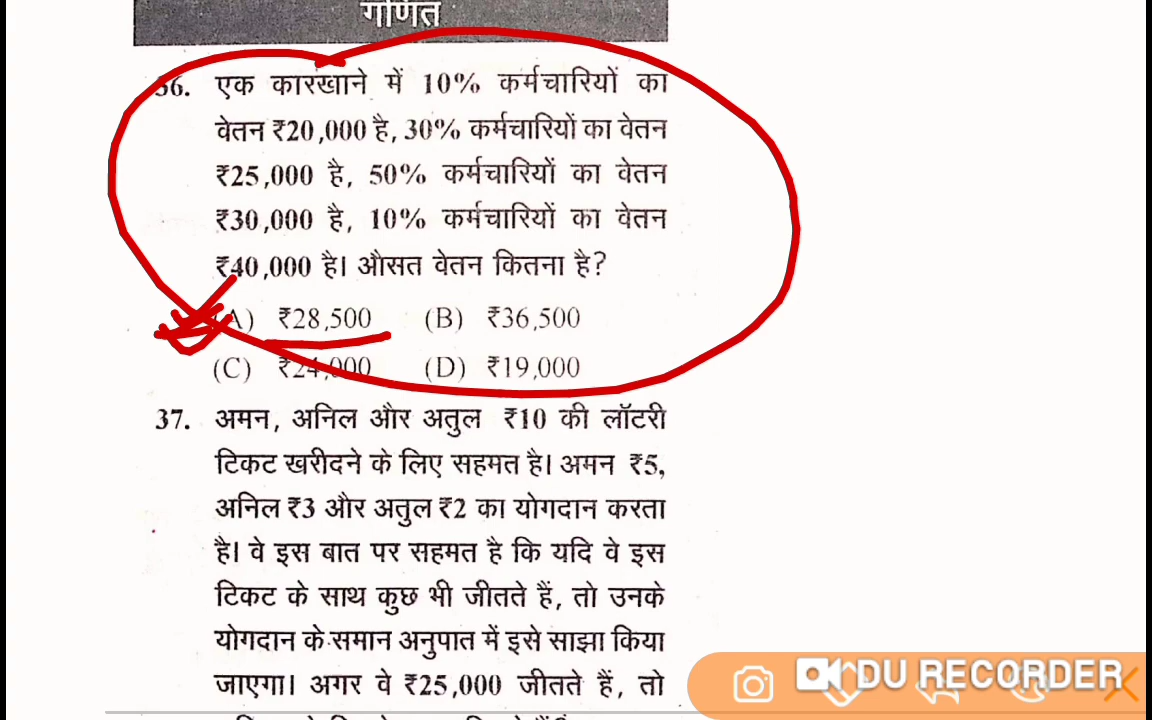 गणित
36. एक कारखाने में 10% कर्मचारियों का
वेतन ₹20,000 है, 30% कर्मचारियों का वेतन
₹25,000 है, 50% कर्मचारियों का वेतन
₹30,000 है, 10% कर्मचारियों का वेतन
₹40,000 है। औसत वेतन कितना है?
(A) ₹28,500 (B) ₹36,500
(C) ₹24,000 (D) ₹19,000
37. अमन, अनिल और अतुल ₹10 की लॉटरी
टिकट खरीदने के लिए सहमत है। अमन ₹5,
अनिल ₹3 और अतुल ₹2 का योगदान करता
है। वे इस बात पर सहमत है कि यदि वे इस
टिकट के साथ कुछ भी जीतते हैं, तो उनके
योगदान के समान अनुपात में इसे साझा किया
जाएगा। अगर वे ₹25,000 जीतते हैं, तो
DU RECORDER